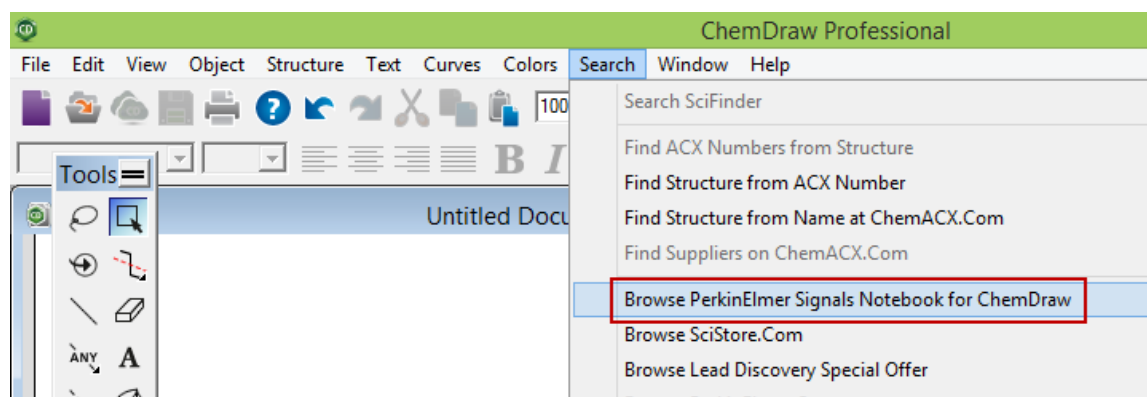 ChemDraw Professional
File Edit View Object Structure Text Curves Colors Search Window Help
100
Search SciFinder
Find ACX Numbers from Structure
B I
Tools
Find Structure from ACX Number
Untitled Docu
Find Structure from Name at ChemACX.Com
Find Suppliers on ChemACX.Com
Browse PerkinElmer Signals Notebook for ChemDraw
Browse SciStore.Com
ANY A
Browse Lead Discovery Special Offer